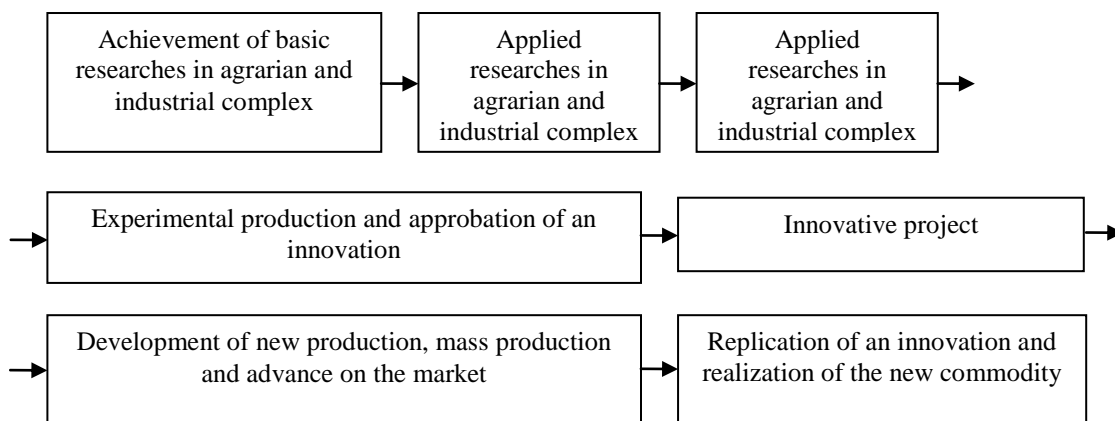 Achievement of basic
researches in agrarian and
industrial complex
Applied
researches in
agrarian and
industrial complex
Applied
researches in
agrarian and
industrial complex
Experimental production and approbation of an
innovation
Innovative project
Development of new production, mass production
and advance on the market
Replication of an innovation and
realization of the new commodity